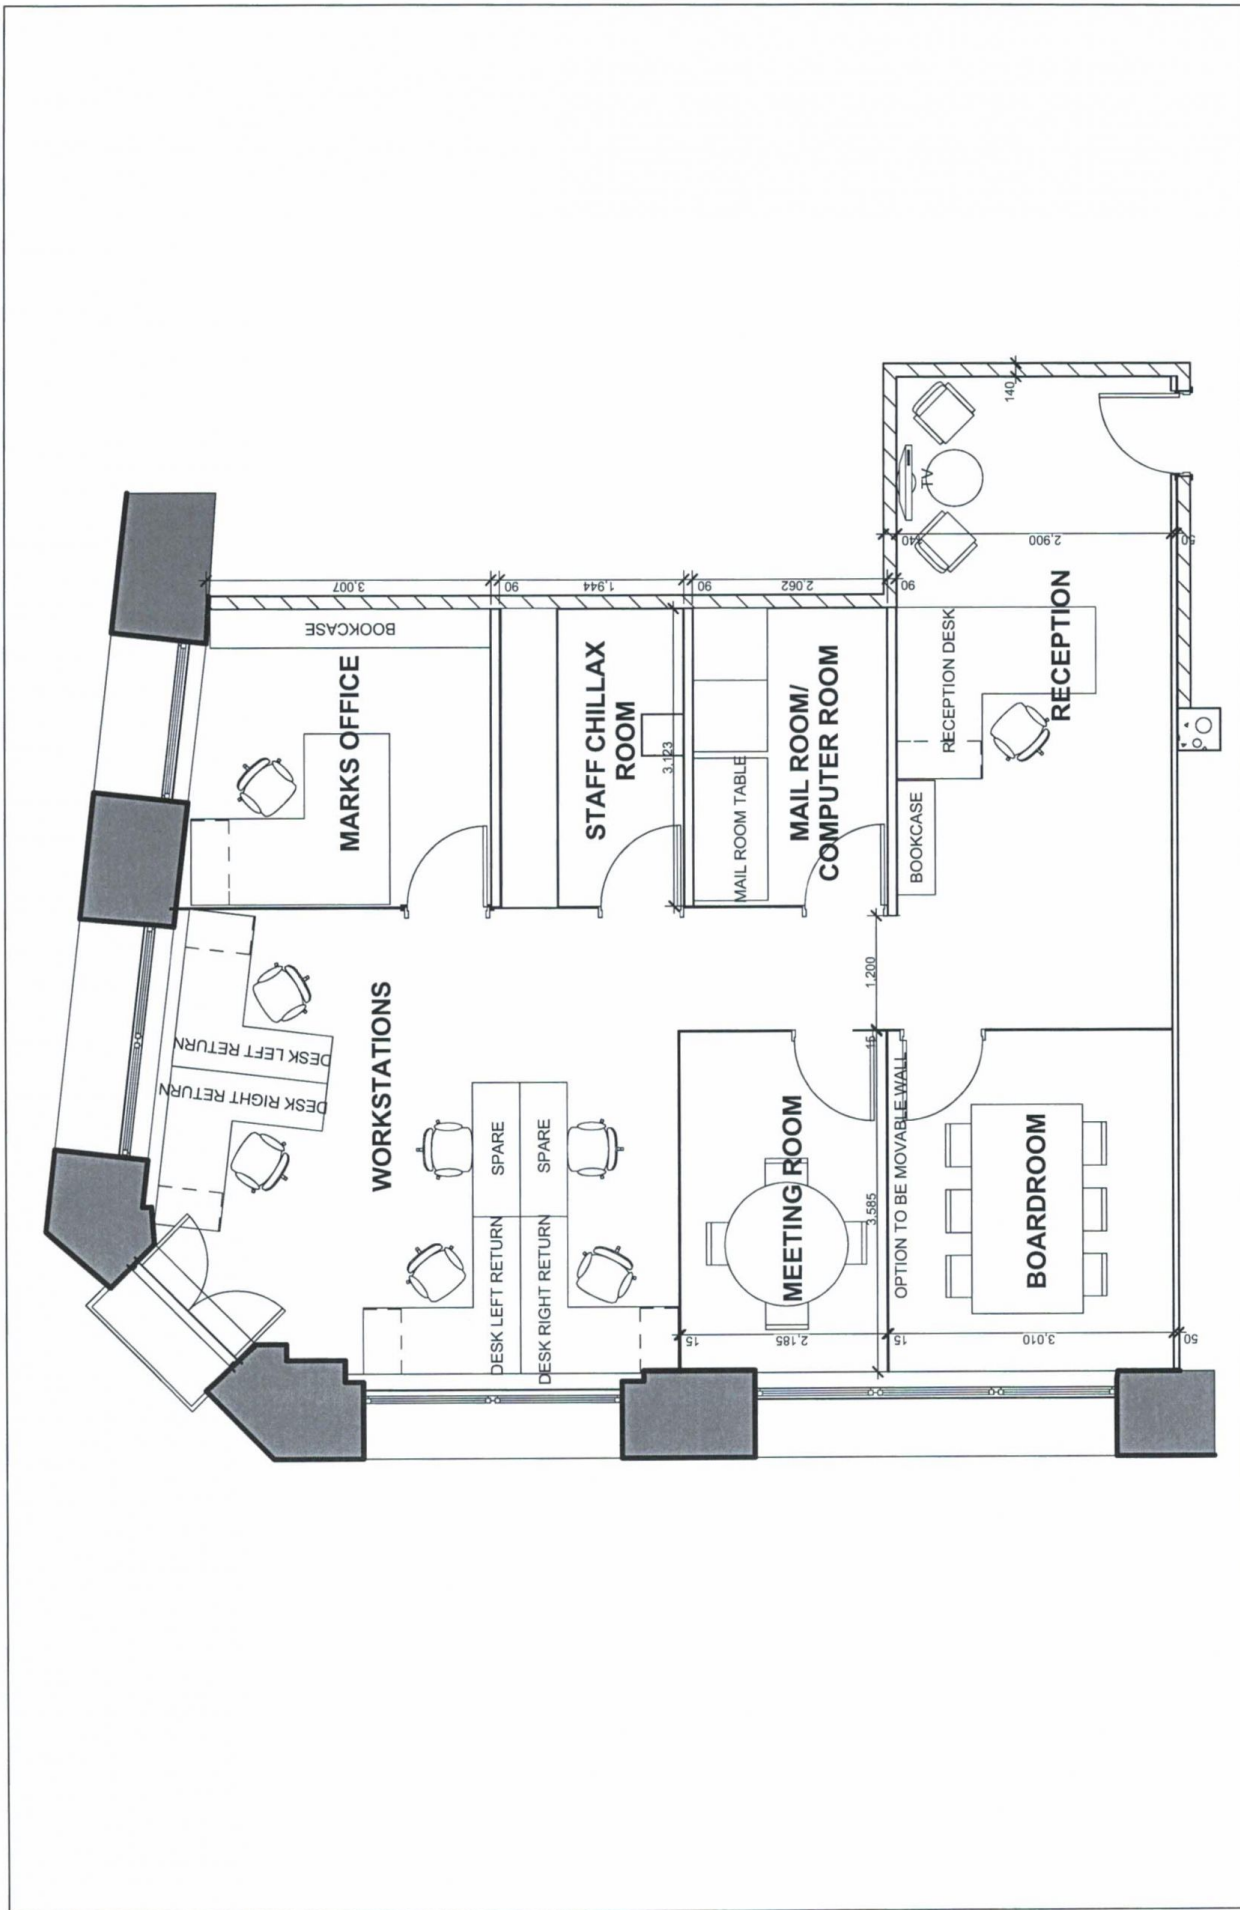 BOOKCASE
MARKS OFFICE
3,007
90
STAFF CHILLAX
ROOM
1,944
3,123
90
MAIL ROOM TABLE
MAIL ROOM/
COMPUTER ROOM
2,062
90
140
TV
140
2,900
50
RECEPTION DESK
RECEPTION
BOOKCASE
1,200
DESK LEFT RETURN
DESK RIGHT RETURN
WORKSTATIONS
SPARE
SPARE
DESK LEFT RETURN
DESK RIGHT RETURN
MEETING ROOM
15
3,585
15
2,185
15
OPTION TO BE MOVABLE WALL
BOARDROOM
3,010
50